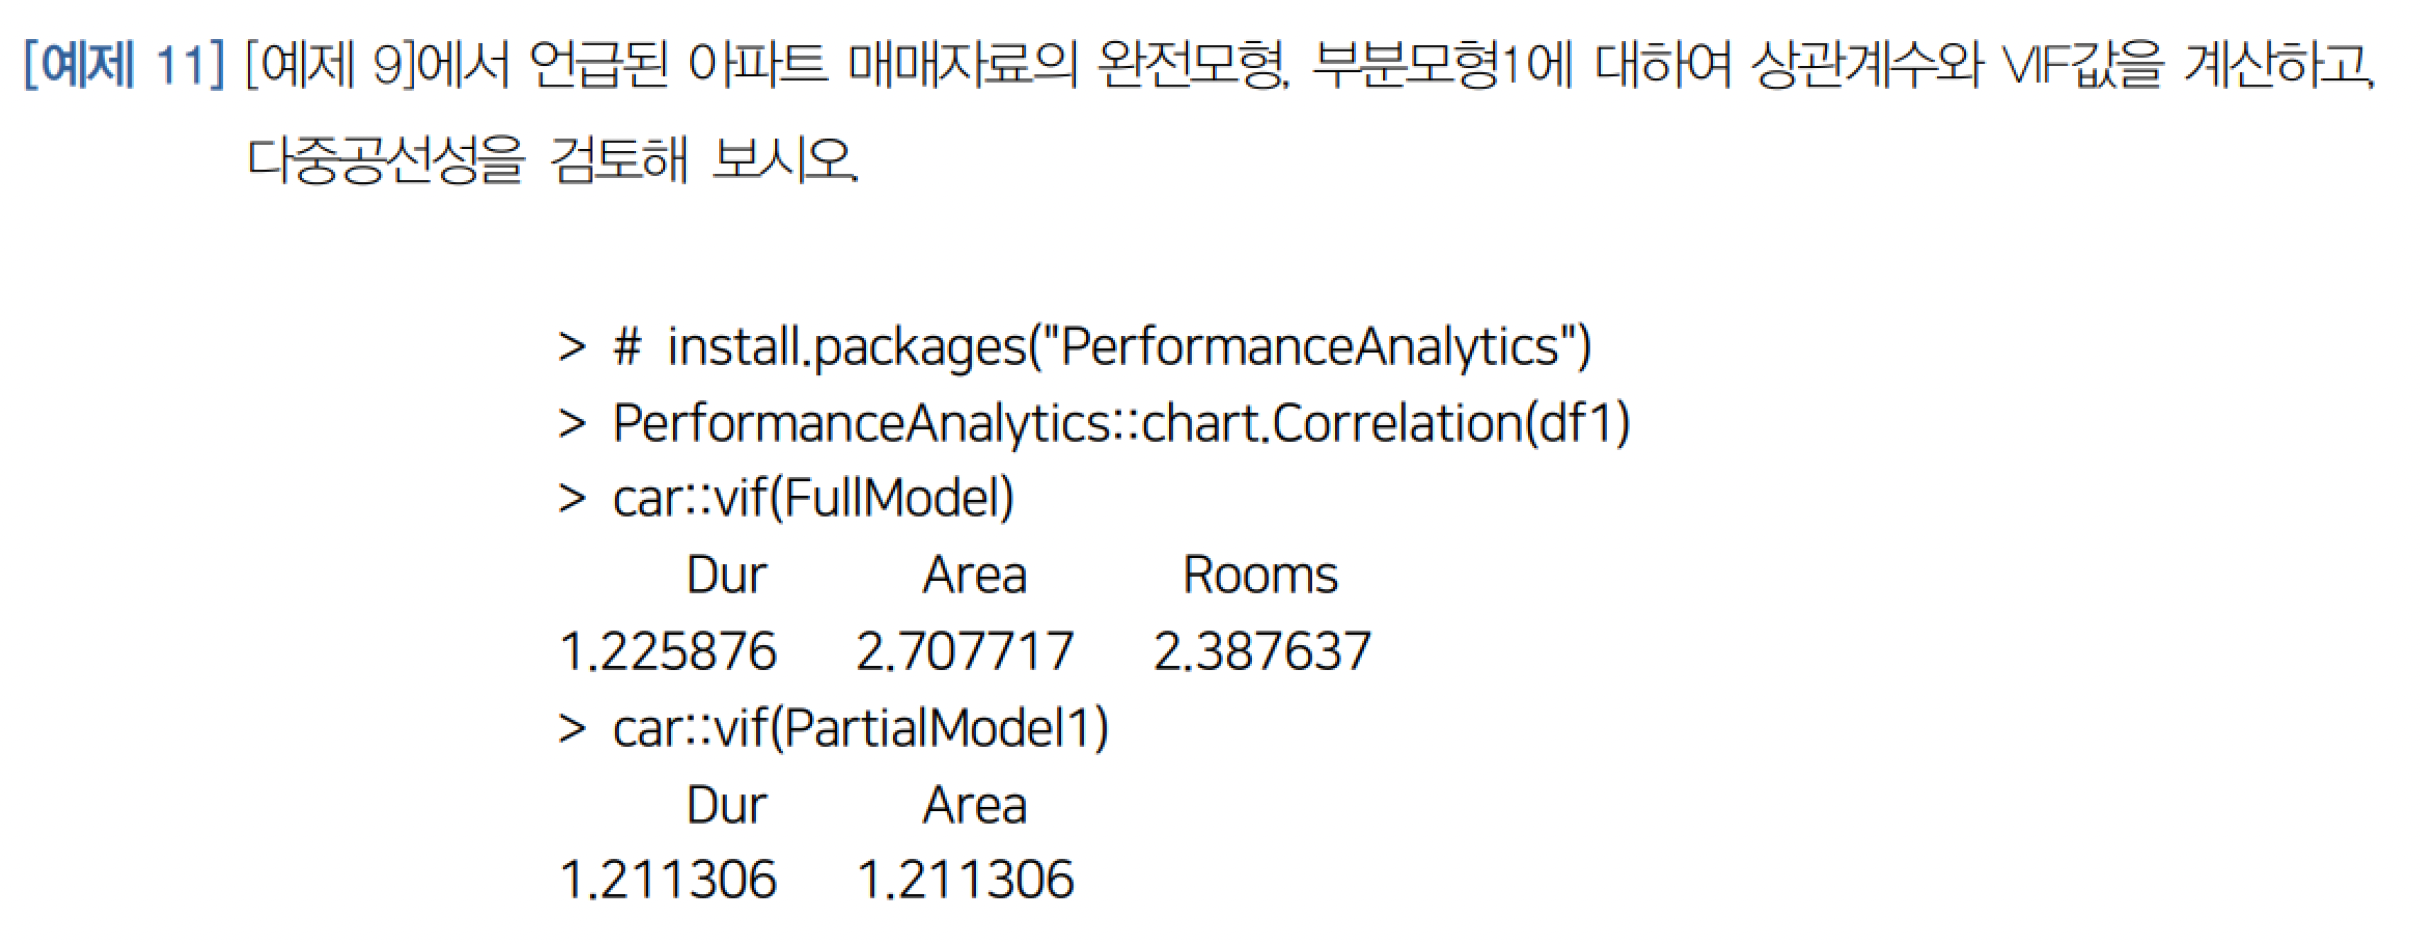 [예제 11] [예제 9]에서 언급된 아파트 매매자료의 완전모형, 부분모형1에 대하여 상관계수와 VIF값을 계산하고,
다중공선성을 검토해 보시오.
> # install.packages("PerformanceAnalytics")
> PerformanceAnalytics::chart.Correlation(df1)
> car::vif(FullModel)
Dur Area Rooms
1.225876 2.707717 2.387637
> car::vif(PartialModel1)
Dur Area
1.211306 1.211306